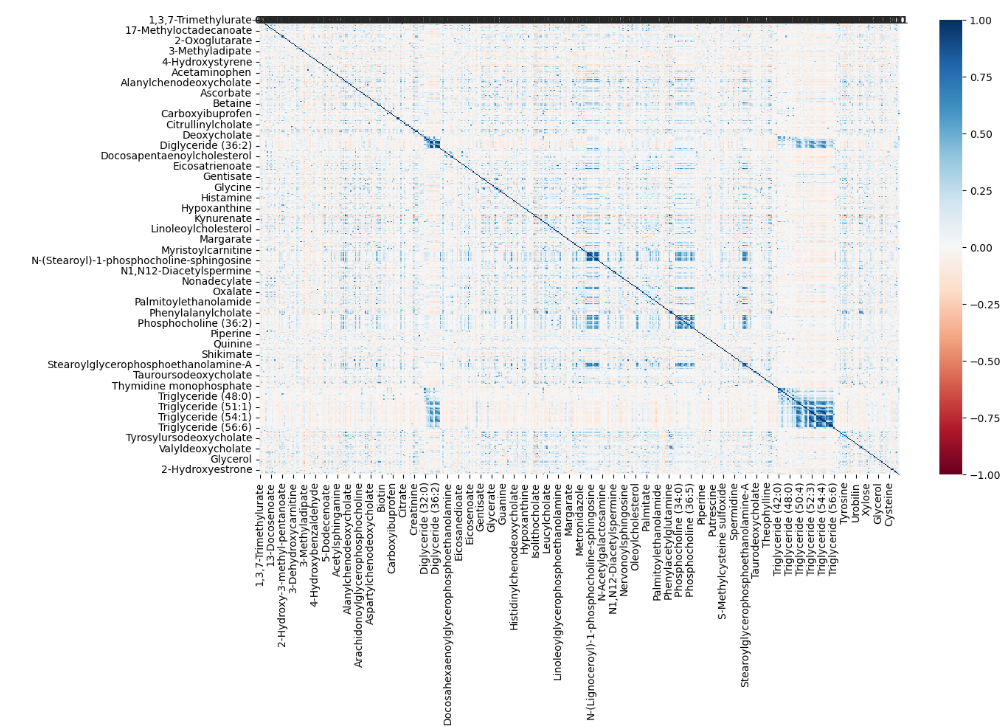 1,3,7-Trimethylurate
17-Methyloctadecanoate
2-Oxoglutarate
3-Methyladipate
4-Hydroxystyrene
Acetaminophen
Alanylchenodeoxycholate
Ascorbate
Betaine
Carboxyibuprofen
Citrullinylcholate
Deoxycholate
Diglyceride (36:2)
Docosapentaenoylcholesterol
Eicosatrienoate
Gentisate
Glycine
Histamine
Hypoxanthine
Kynurenate
Linoleoylcholesterol
Margarate
Myristoylcarnitine
N-(Stearoyl)-1-phosphocholine-sphingosine
N1,N12-Diacetylspermine
Nonadecylate
Oxalate
Palmitoylethanolamide
Phenylalanylcholate
Phosphocholine (36:2)
Piperine
Quinine
Shikimate
Stearoylglycerophosphoethanolamine-A
Tauroursodeoxycholate
Thymidine monophosphate
Triglyceride (48:0)
Triglyceride (51:1)
Triglyceride (54:1)
Triglyceride (56:6)
Tyrosylursodeoxycholate
Valyldeoxycholate
Glycerol
2-Hydroxyestrone
1.00
0.75
0.50
0.25
0.00
−0.25
−0.50
−0.75
−1.00
1,3,7-Trimethylurate
13-Docosenoate
2-Hydroxy-3-methyl-pentanoate
3-Dehydroxycarnitine
3-Methyladipate
4-Hydroxybenzaldehyde
5-Dodecenoate
Acetylsphinganine
Alanylchenodeoxycholate
Arachidonoylglycerophosphocholine
Aspartylchenodeoxycholate
Biotin
Carboxyibuprofen
Citrate
Creatinine
Diglyceride (32:0)
Diglyceride (36:2)
Docosahexaenoylglycerophosphoethanolamine
Eicosanedioate
Eicosenoate
Gentisate
Glycerate
Guanine
Histidinylchenodeoxycholate
Hypoxanthine
Isolithocholate
Leucylcholate
Linoleoylglycerophosphoethanolamine
Margarate
Metronidazole
N-(Lignoceroyl)-1-phosphocholine-sphingosine
N-Acetylgalactosamine
N1,N12-Diacetylspermine
Nervonoylsphingosine
Oleoylcholesterol
Palmitate
Palmitoylethanolamide
Phenylacetylglutamine
Phosphocholine (34:0)
Phosphocholine (36:5)
Piperine
Putrescine
S-Methylcysteine sulfoxide
Spermidine
Stearoylglycerophosphoethanolamine-A
Taurodeoxycholate
Theophylline
Triglyceride (42:0)
Triglyceride (48:0)
Triglyceride (50:4)
Triglyceride (52:3)
Triglyceride (54:4)
Triglyceride (56:6)
Tyrosine
Urobilin
Xylose
Glycerol
Cysteine